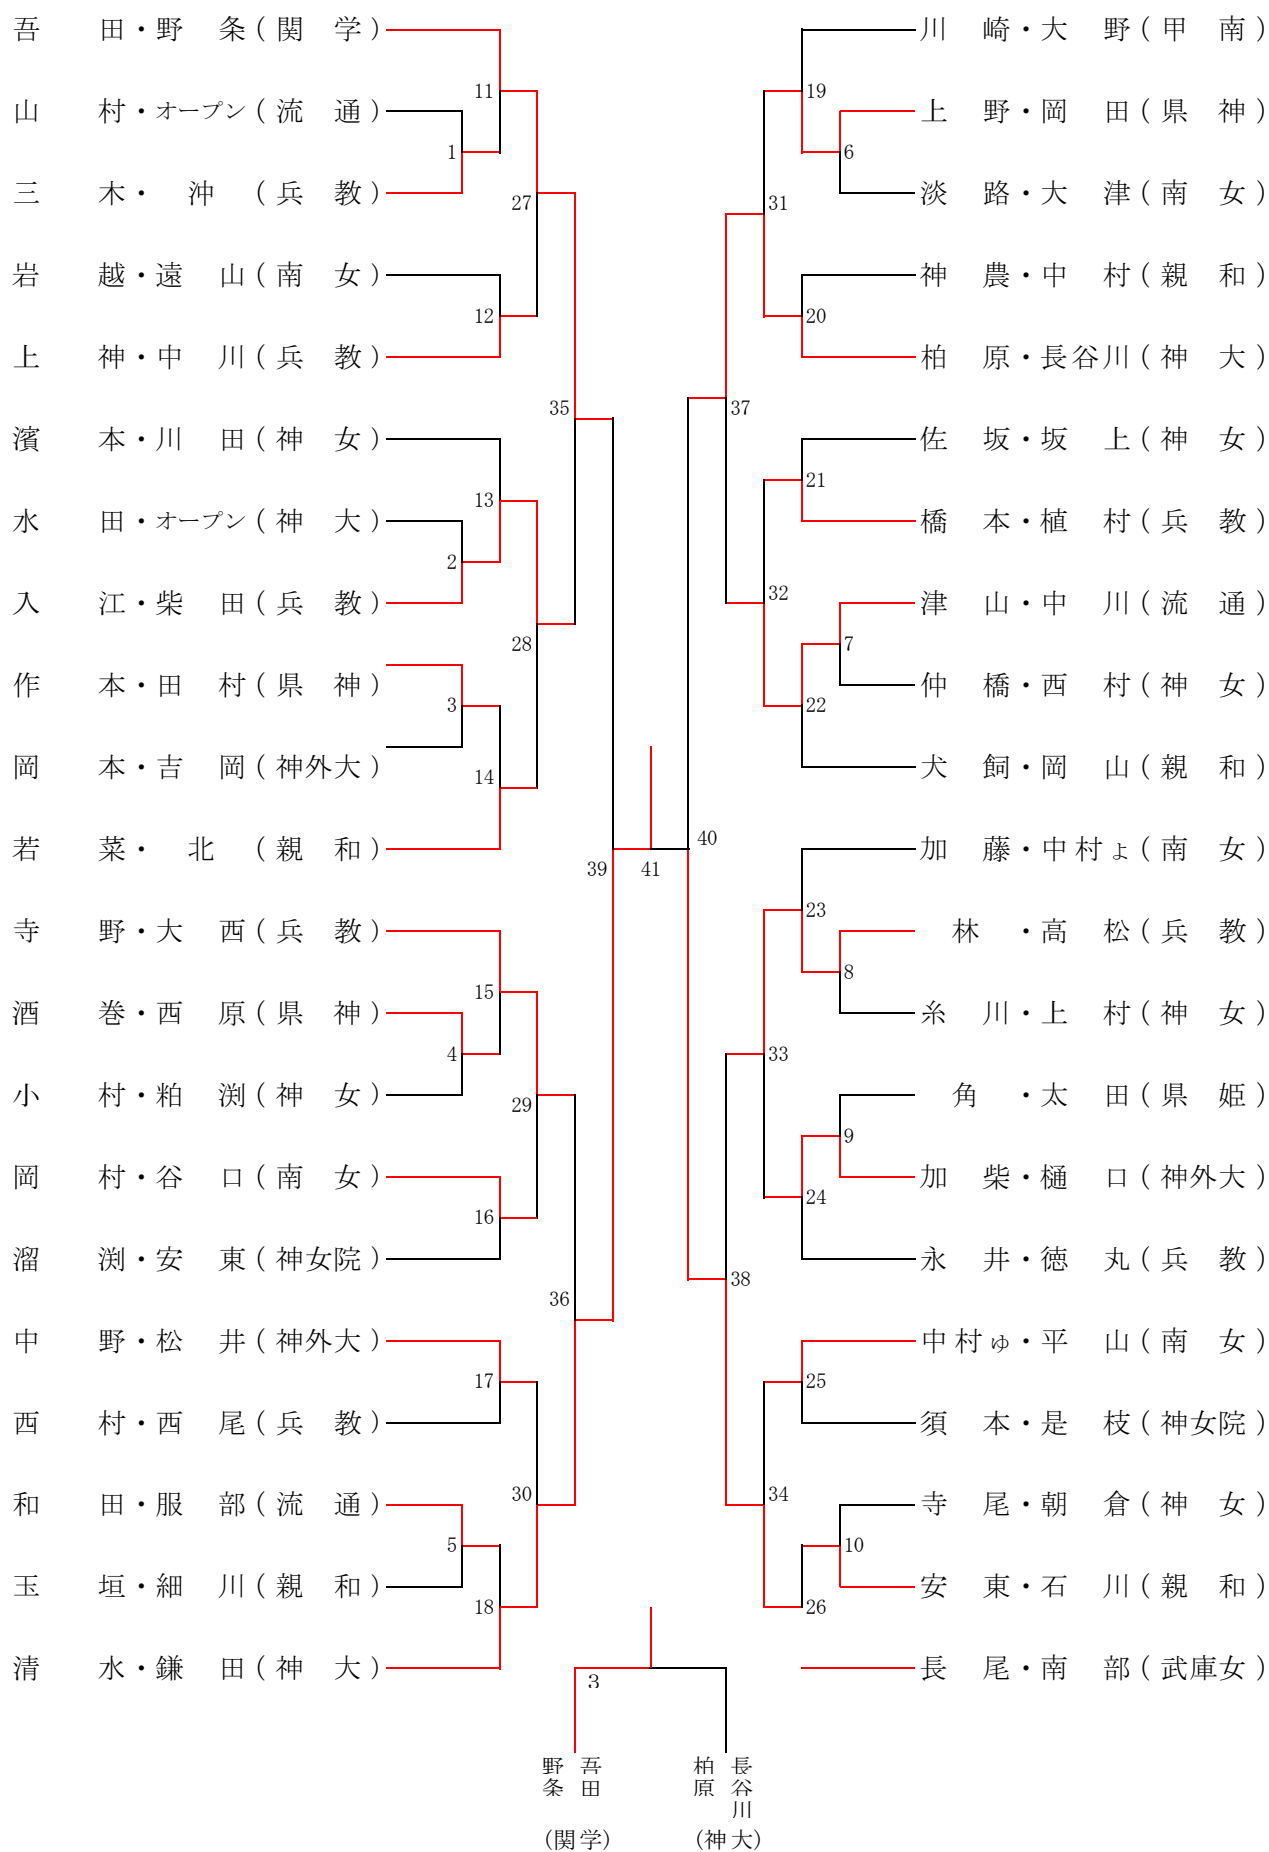 吾田・野条(関学)
山村・オープン(流通)
三木・沖(兵教)
岩越・遠山(南女)
上神・中川(兵教)
濱本・川田(神女)
水田・オープン(神大)
入江・柴田(兵教)
作本・田村(県神)
岡本・吉岡(神外大)
若菜・北(親和)
寺野・大西(兵教)
酒巻・西原(県神)
小村・粕渕(神女)
岡村・谷口(南女)
溜渕・安東(神女院)
中野・松井(神外大)
西村・西尾(兵教)
和田・服部(流通)
玉垣・細川(親和)
清水・鎌田(神大)
11
1
27
12
35
13
2
28
3
14
39
15
4
29
16
36
17
30
5
18
41
40
19
6
31
20
37
21
32
7
22
23
8
33
9
24
38
25
34
10
26
川崎・大野(甲南)
上野・岡田(県神)
淡路・大津(南女)
神農・中村(親和)
柏原・長谷川(神大)
佐坂・坂上(神女)
橋本・植村(兵教)
津山・中川(流通)
仲橋・西村(神女)
犬飼・岡山(親和)
加藤・中村ょ(南女)
林・高松(兵教)
糸川・上村(神女)
角・太田(県姫)
加柴・樋口(神外大)
永井・徳丸(兵教)
中村ゅ・平山(南女)
須本・是枝(神女院)
寺尾・朝倉(神女)
安東・石川(親和)
長尾・南部(武庫女)
3
吾田
野条
(関学)
長谷川
柏原
(神大)